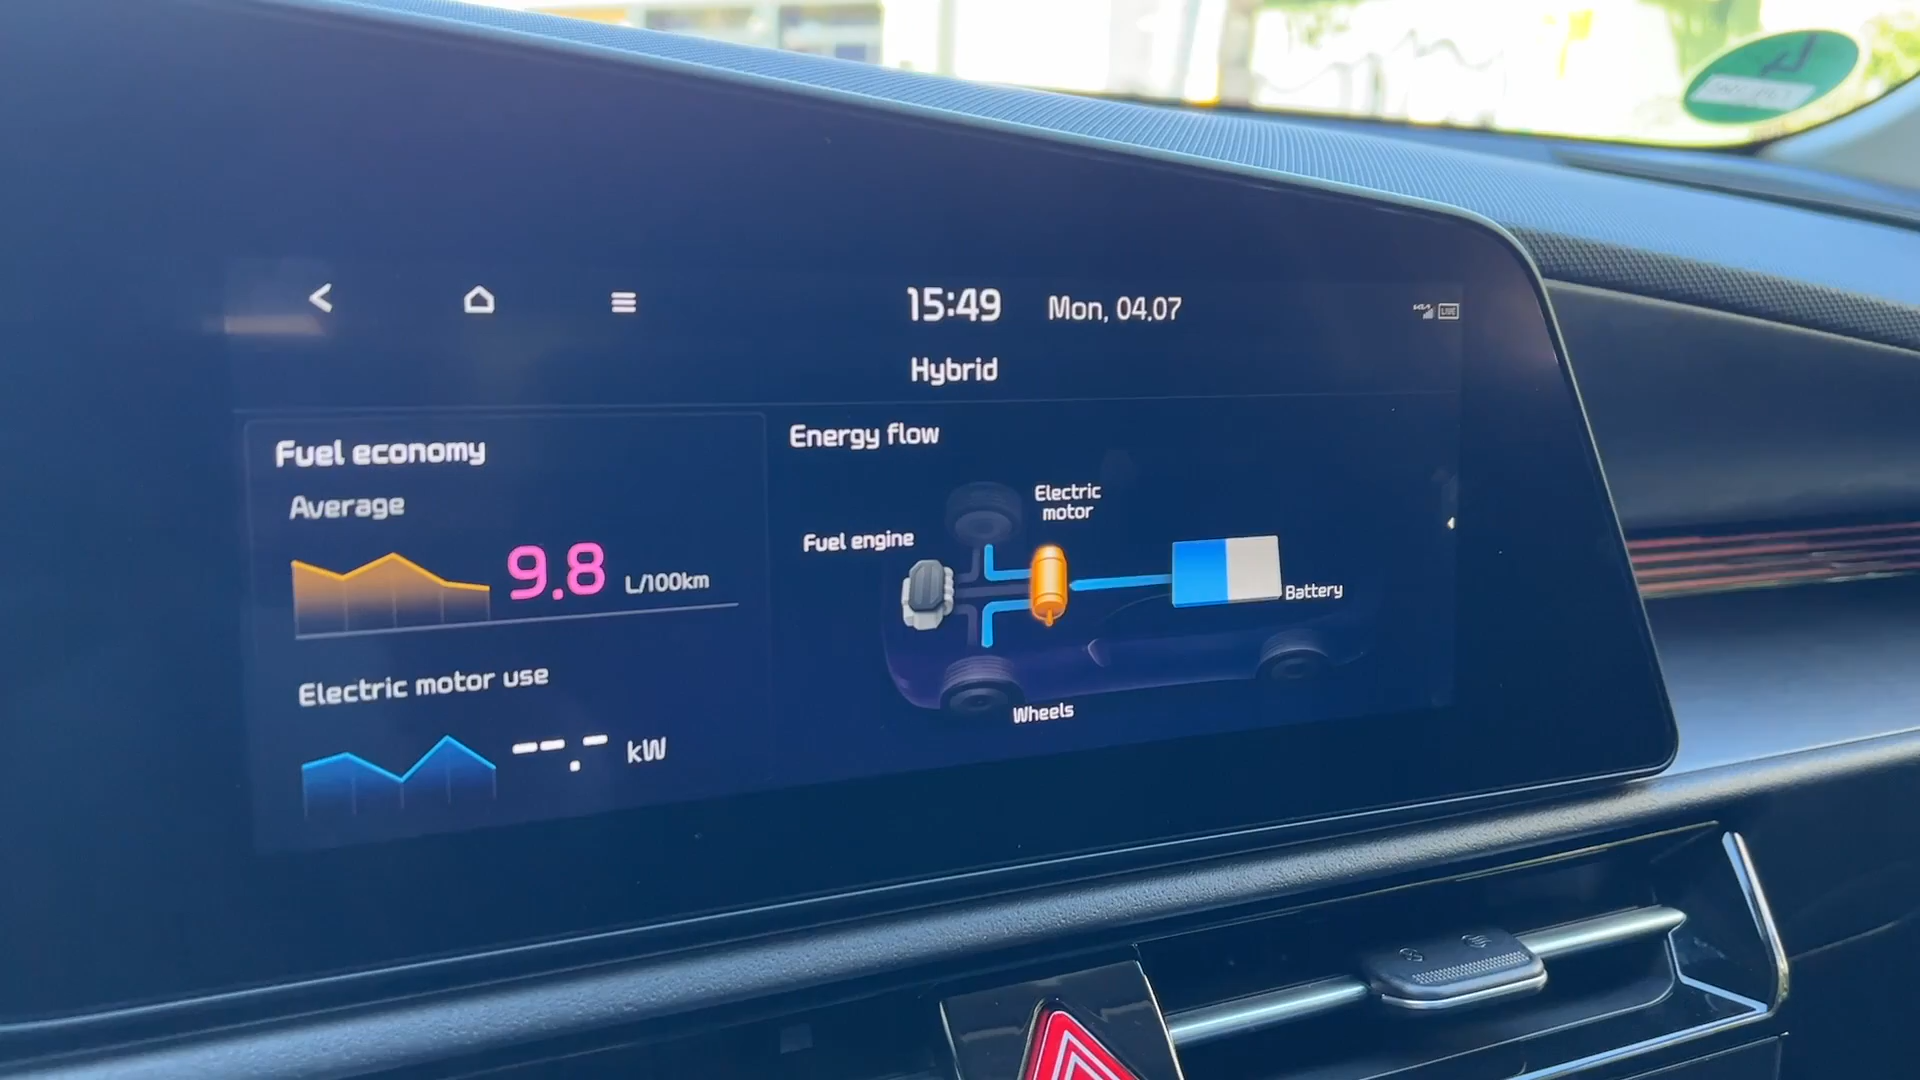 15:49 Mon, 04.07
LIVE
Hybrid
Fuel economy
Average
9.8 L/100km
Electric motor use
--.- kW
Energy flow
Electric
motor
Fuel engine
Battery
Wheels